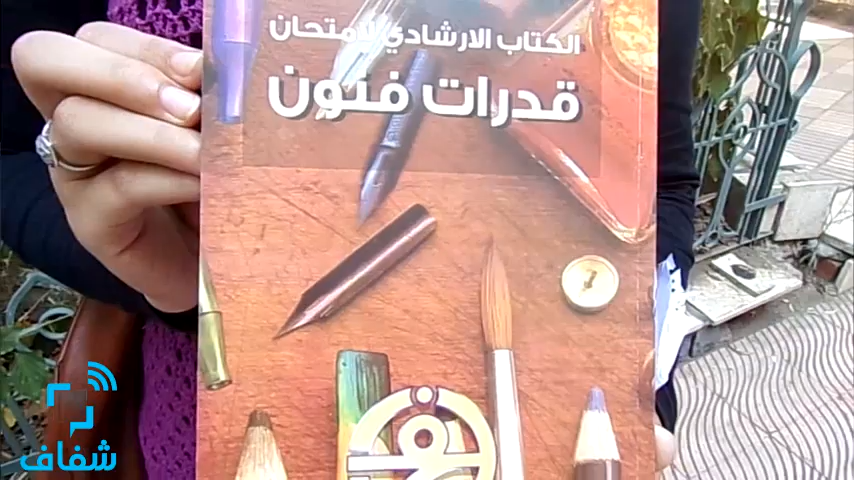 الكتاب الارشادي لامتحان
قدرات فنون
شفاف